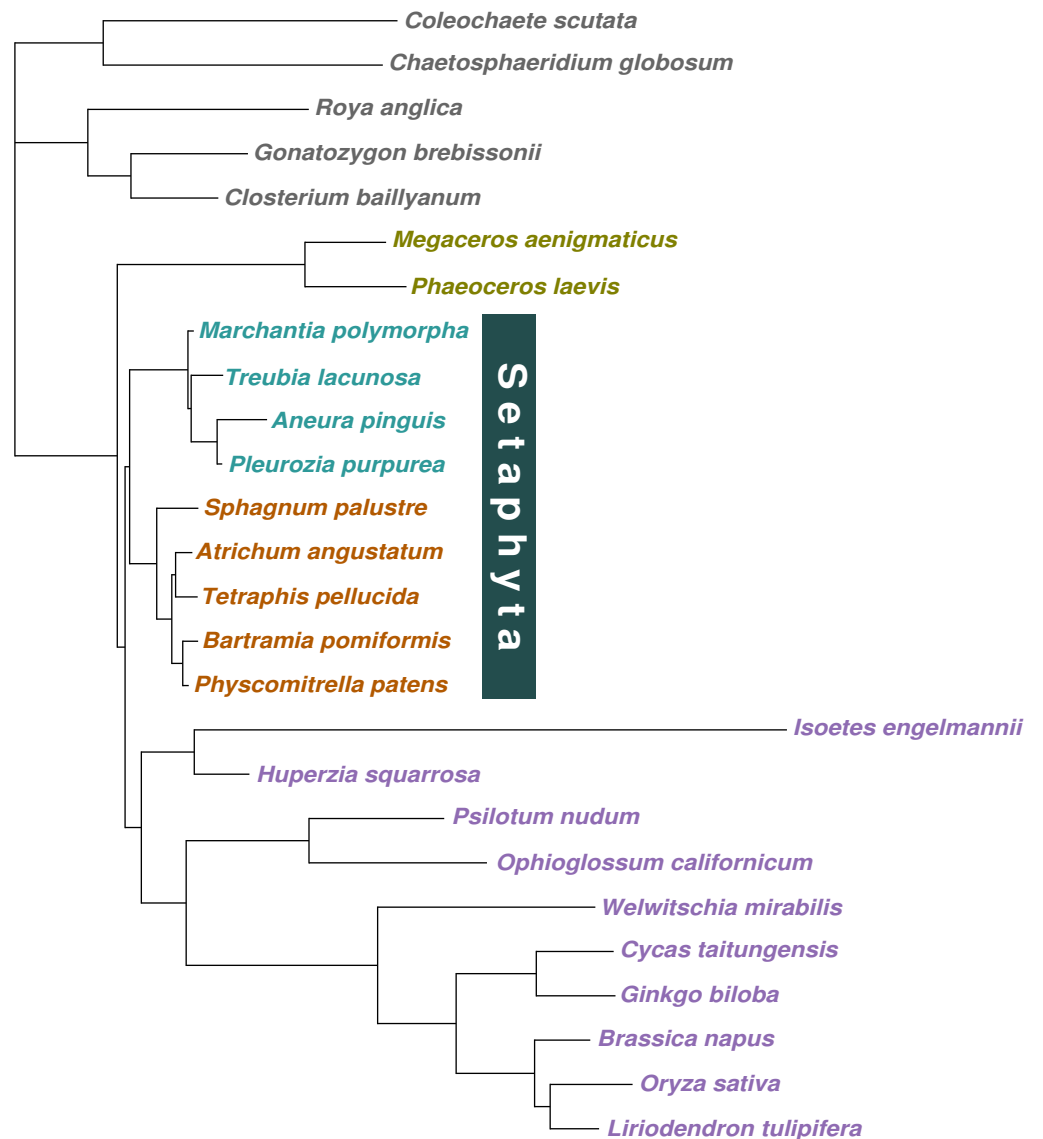 Coleochaete scutata
Chaetosphaeridium globosum
Roya anglica
Gonatozygon brebissonii
Closterium baillyanum
Megaceros aenigmaticus
Phaeoceros laevis
Marchantia polymorpha
Treubia lacunosa
Aneura pinguis
Pleurozia purpurea
Sphagnum palustre
Atrichum angustatum
Tetraphis pellucida
Bartramia pomiformis
Physcomitrella patens
Setaphyta
Isoetes engelmannii
Huperzia squarrosa
Psilotum nudum
Ophioglossum californicum
Welwitschia mirabilis
Cycas taitungensis
Ginkgo biloba
Brassica napus
Oryza sativa
Liriodendron tulipifera